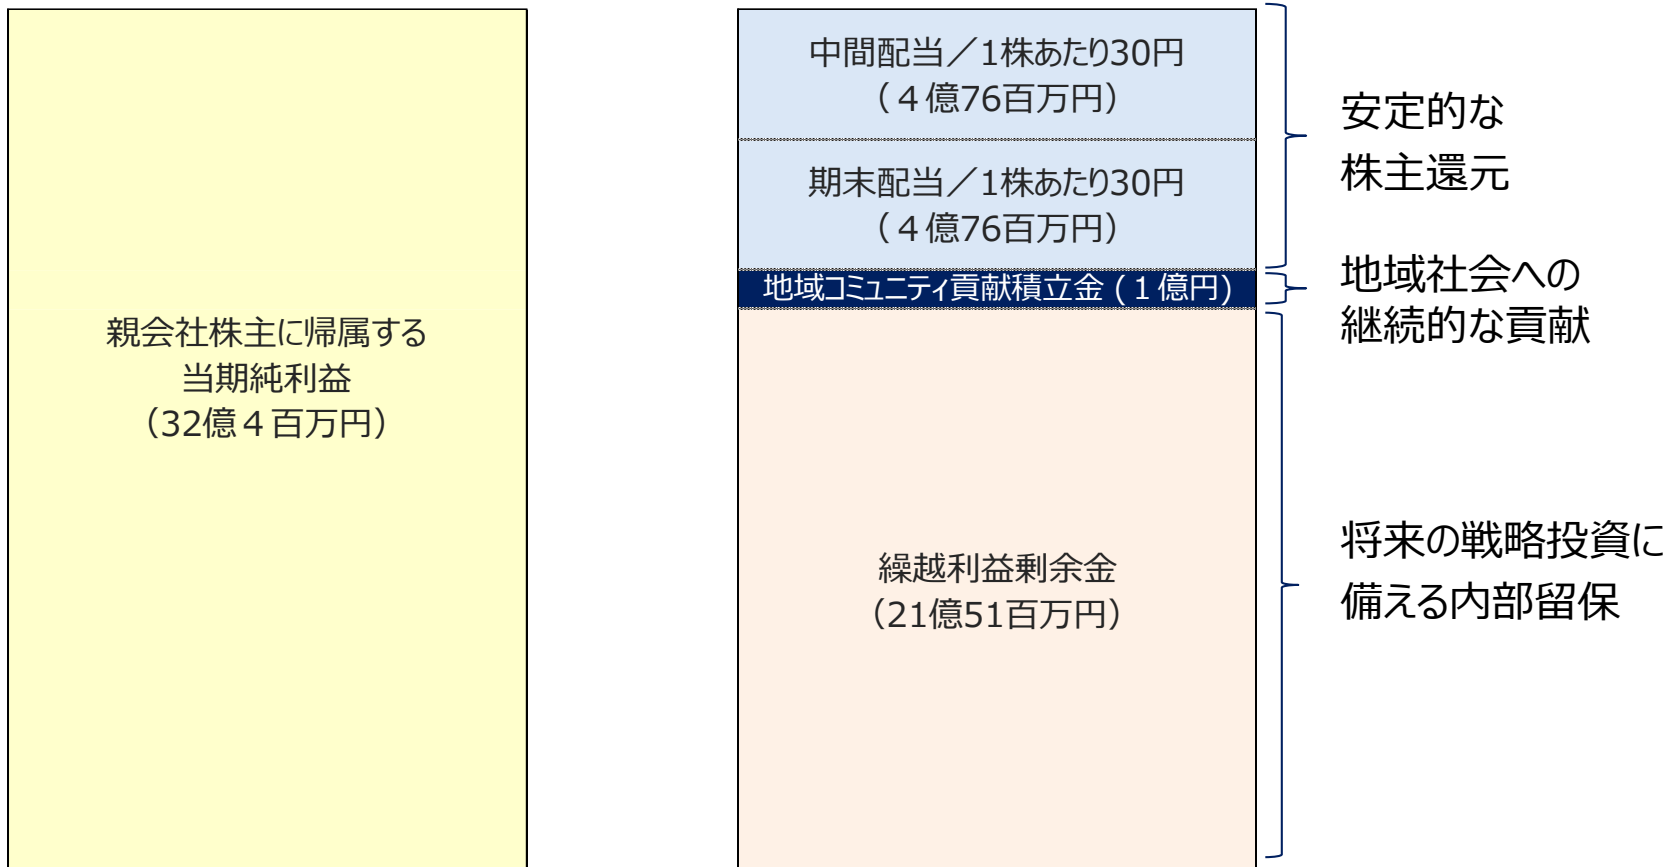 親会社株主に帰属する
当期純利益
（32億４百万円）
中間配当／1株あたり30円
（４億76百万円）
期末配当／1株あたり30円
（４億76百万円）
地域コミュニティ貢献積立金 (１億円)
繰越利益剰余金
（21億51百万円）
安定的な
株主還元
地域社会への
継続的な貢献
将来の戦略投資に
備える内部留保